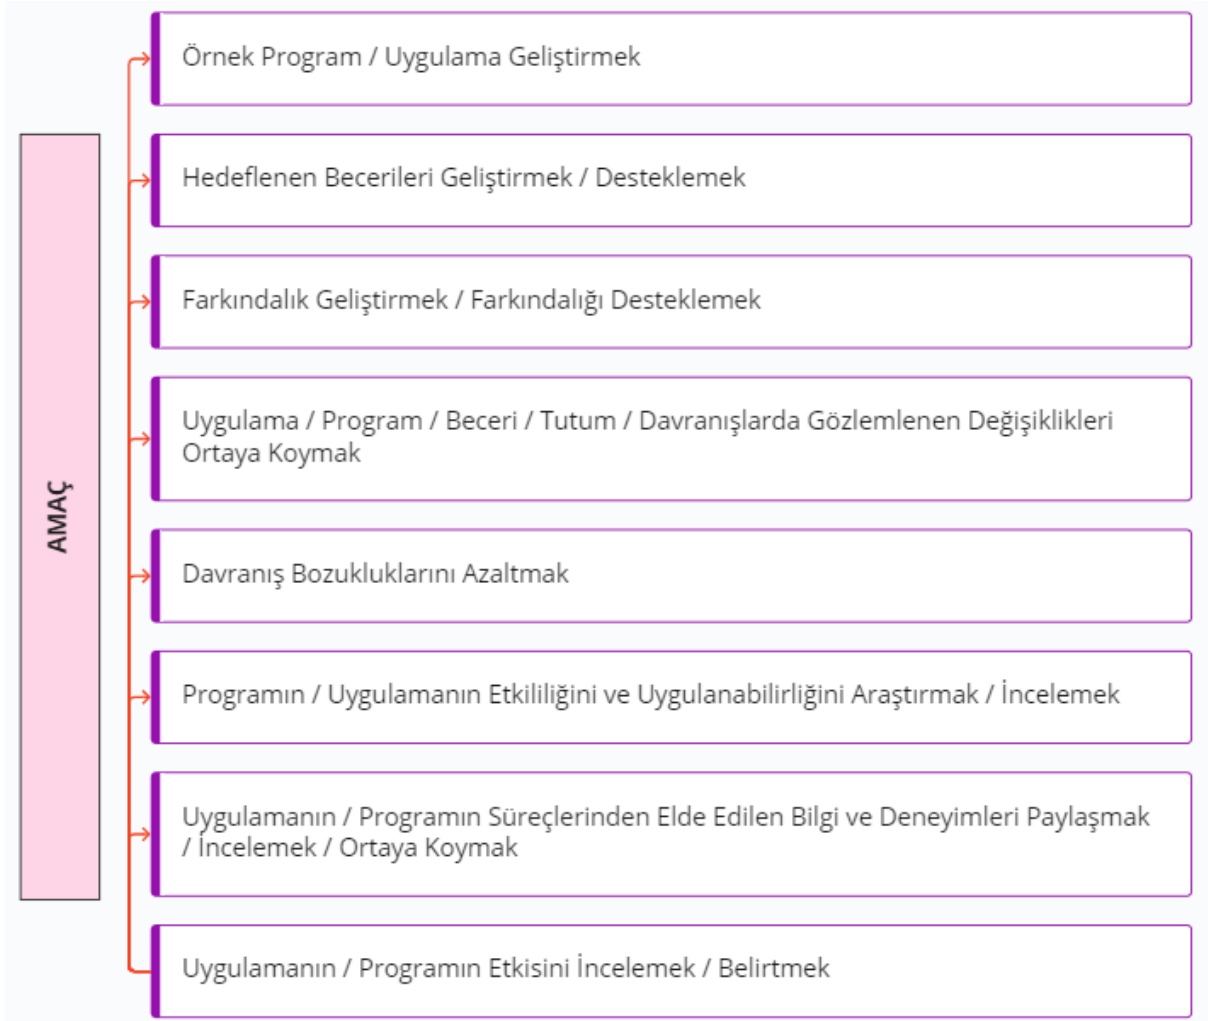 Örnek Program / Uygulama Geliştirmek
Hedeflenen Becerileri Geliştirmek / Desteklemek
Farkındalık Geliştirmek / Farkındalığı Desteklemek
Uygulama / Program / Beceri / Tutum / Davranışlarda Gözlemlenen Değişiklikleri
Ortaya Koymak
AMAÇ
Davranış Bozukluklarını Azaltmak
Programın / Uygulamanın Etkililiğini ve Uygulanabilirliğini Araştırmak / İncelemek
Uygulamanın / Programın Süreçlerinden Elde Edilen Bilgi ve Deneyimleri Paylaşmak
/ İncelemek / Ortaya Koymak
Uygulamanın / Programın Etkisini İncelemek / Belirtmek